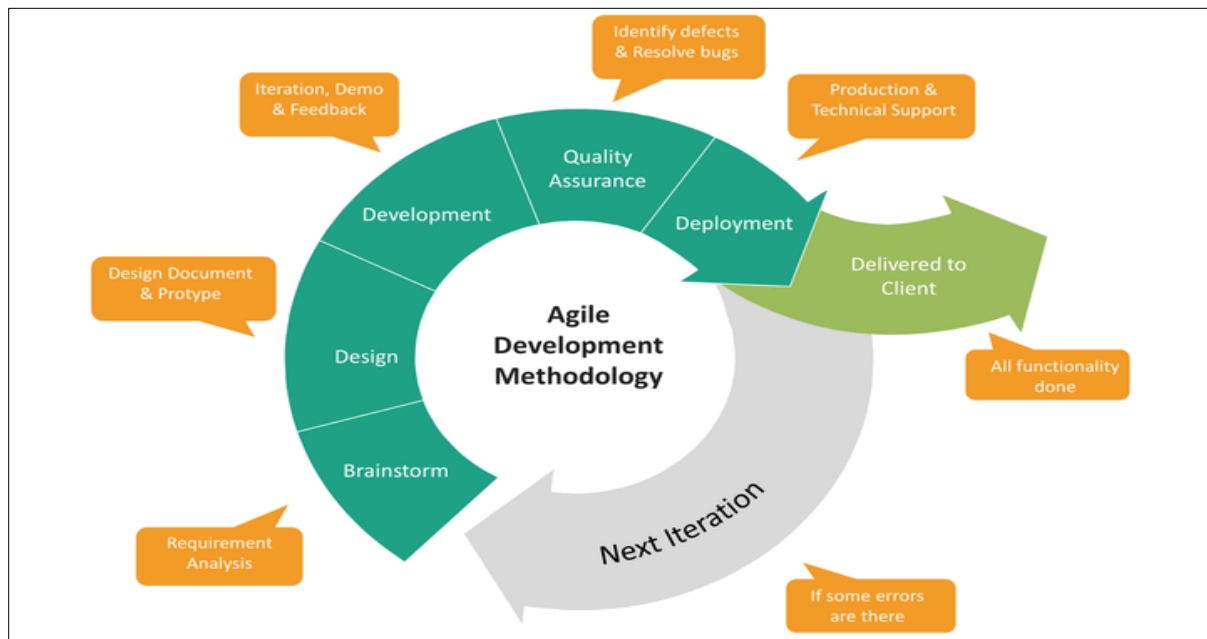 Identify defects
& Resolve bugs
Iteration, Demo
& Feedback
Production &
Technical Support
Quality
Assurance
Development
Deployment
Design Document
& Protype
Delivered to
Client
Agile
Development
Methodology
Design
All functionality
done
Brainstorm
Next Iteration
Requirement
Analysis
If some errors
are there